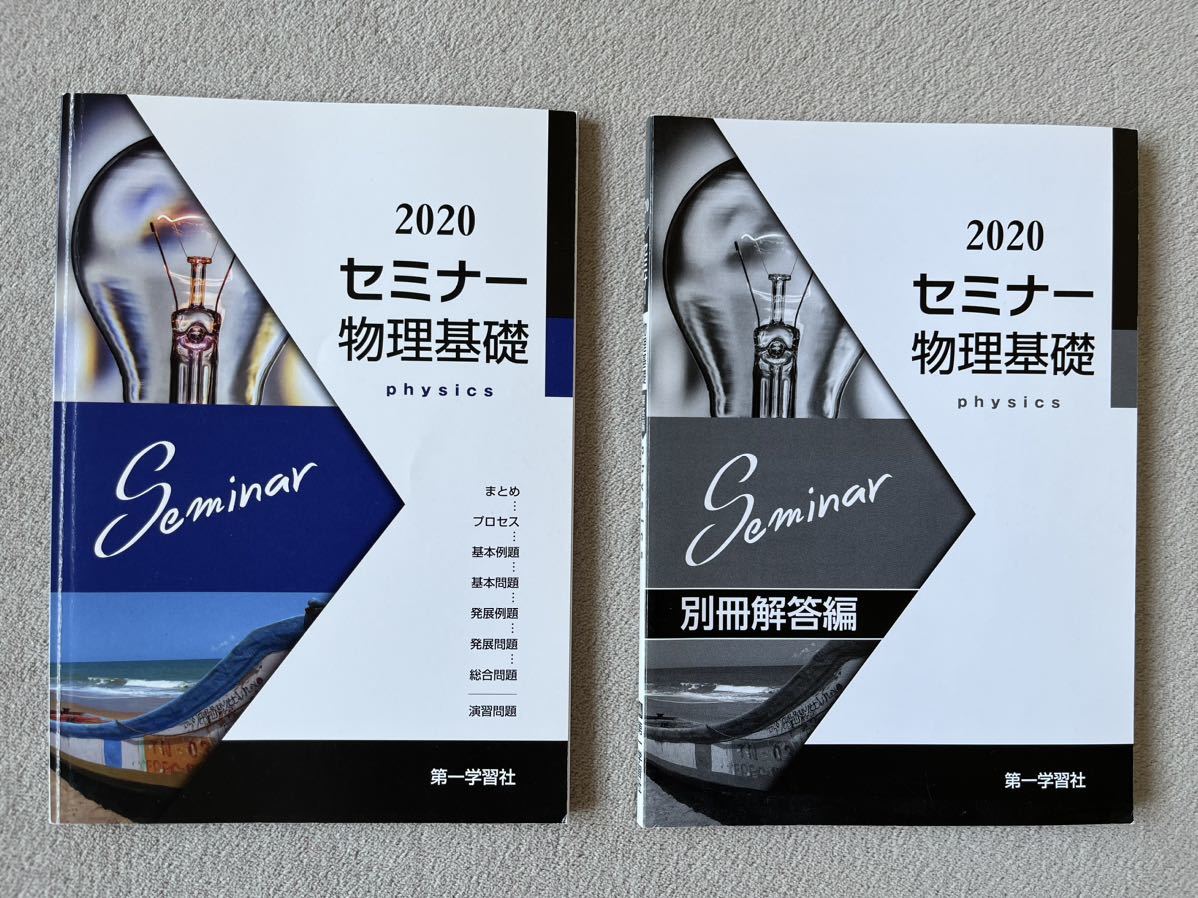 2020
セミナー
物理基礎
physics
Seminar
まとめ
プロセス
基本例題
基本問題
発展例題
発展問題
総合問題
演習問題
第一学習社
2020
セミナー
物理基礎
physics
Seminar
別冊解答編
第一学習社